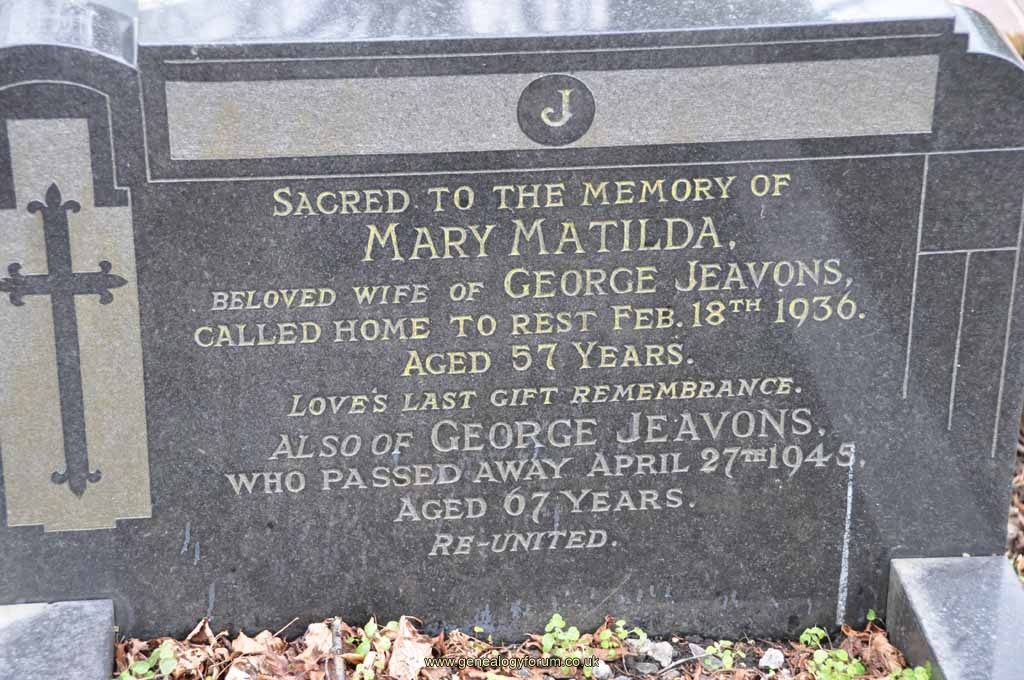 J
SACRED TO THE MEMORY OF
MARY MATILDA,
BELOVED WIFE OF GEORGE JEAVONS,
CALLED HOME TO REST FEB. 18TH 1936.
AGED 57 YEARS.
LOVE'S LAST GIFT REMEMBRANCE.
ALSO OF GEORGE JEAVONS,
WHO PASSED AWAY APRIL 27TH 1945,
AGED 67 YEARS.
RE-UNITED.
www.genealogyforum.co.uk